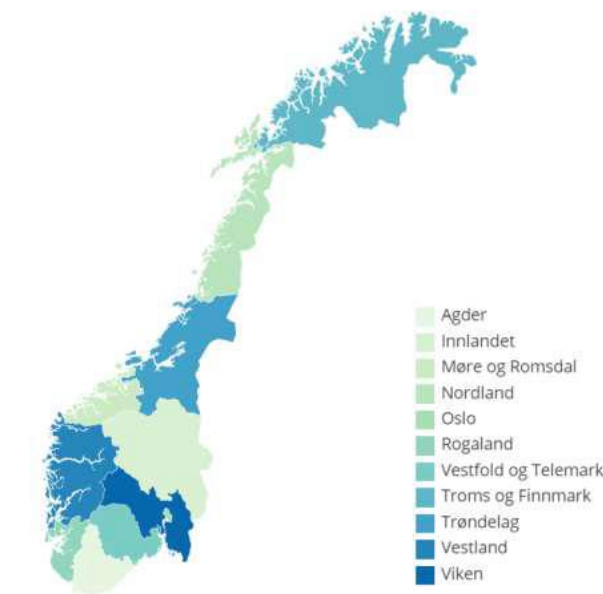 Agder
Innlandet
Møre og Romsdal
Nordland
Oslo
Rogaland
Vestfold og Telemark
Troms og Finnmark
Trøndelag
Vestland
Viken